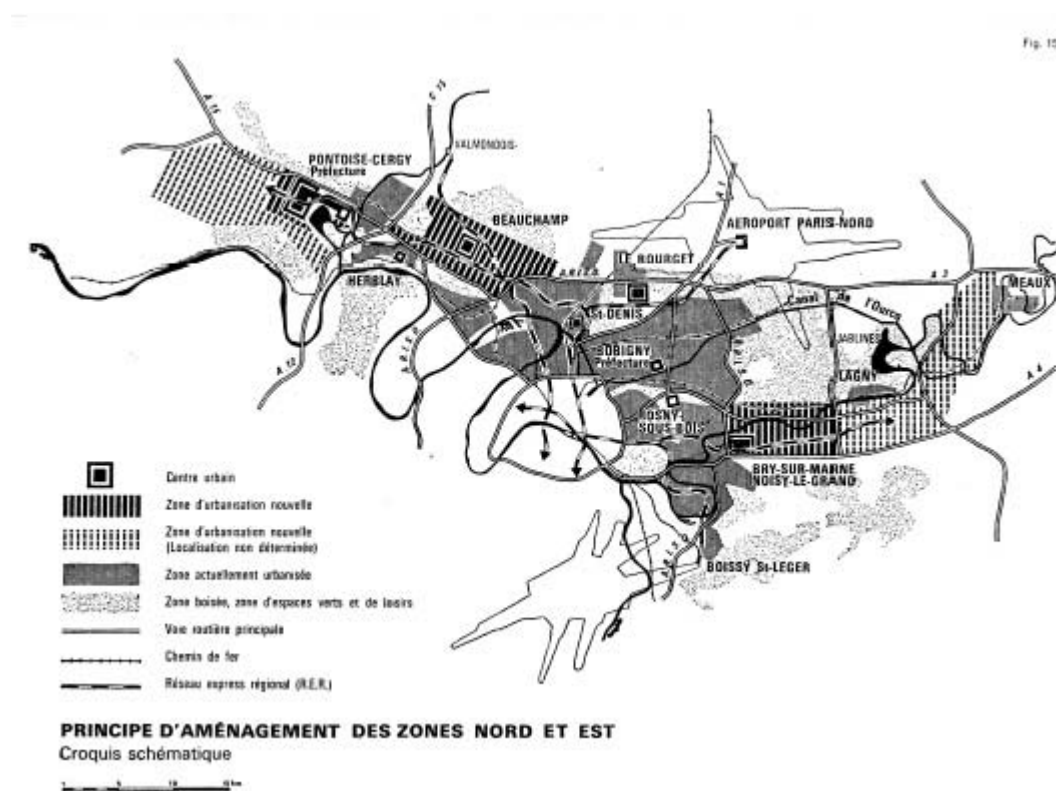 Fig. 15
A 15
VALMONDOIS
PONTOISE-CERGY
Préfecture
BEAUCHAMP
A 1
AEROPORT PARIS-NORD
LE BOURGET
HERBLAY
A 3
MEAUX
St-DENIS
Canal de l'Ourcq
JABLINES
BOBIGNY
Préfecture
LAGNY
A 4
ROSNY-
SOUS-BOIS
BRY-SUR-MARNE
NOISY-LE-GRAND
BOISSY St-LEGER
Centre urbain
Zone d'urbanisation nouvelle
Zone d'urbanisation nouvelle
(Localisation non déterminée)
Zone actuellement urbanisée
Zone boisée, zone d'espaces verts et de loisirs
Voie routière principale
Chemin de fer
Réseau express régional (R.E.R.)
PRINCIPE D'AMÉNAGEMENT DES ZONES NORD ET EST
Croquis schématique